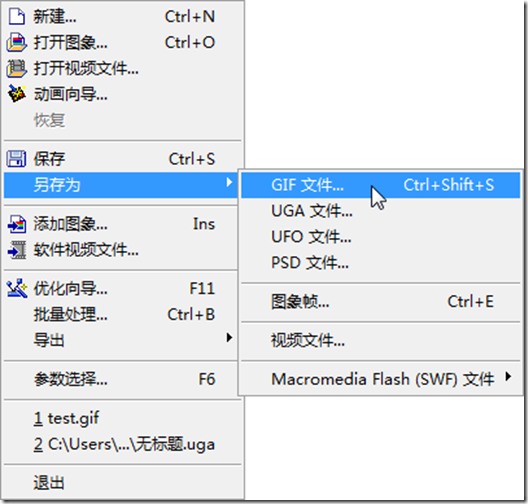 新建... Ctrl+N
打开图象... Ctrl+O
打开视频文件...
动画向导...
恢复
保存 Ctrl+S
另存为
添加图象... Ins
软件视频文件...
优化向导... F11
批量处理... Ctrl+B
导出
参数选择... F6
1 test.gif
2 C:\Users\...\无标题.uga
退出
GIF 文件... Ctrl+Shift+S
UGA 文件...
UFO 文件...
PSD 文件...
图象帧... Ctrl+E
视频文件...
Macromedia Flash (SWF) 文件